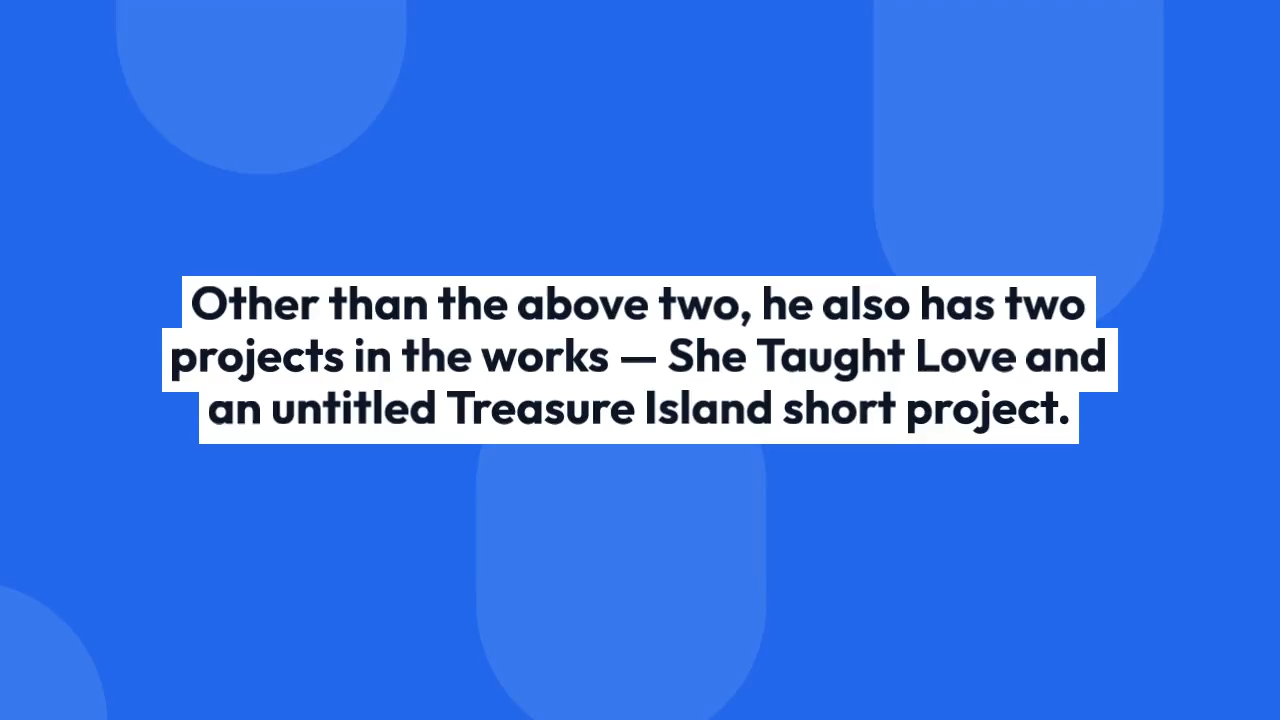 Other than the above two, he also has two
projects in the works — She Taught Love and
an untitled Treasure Island short project.